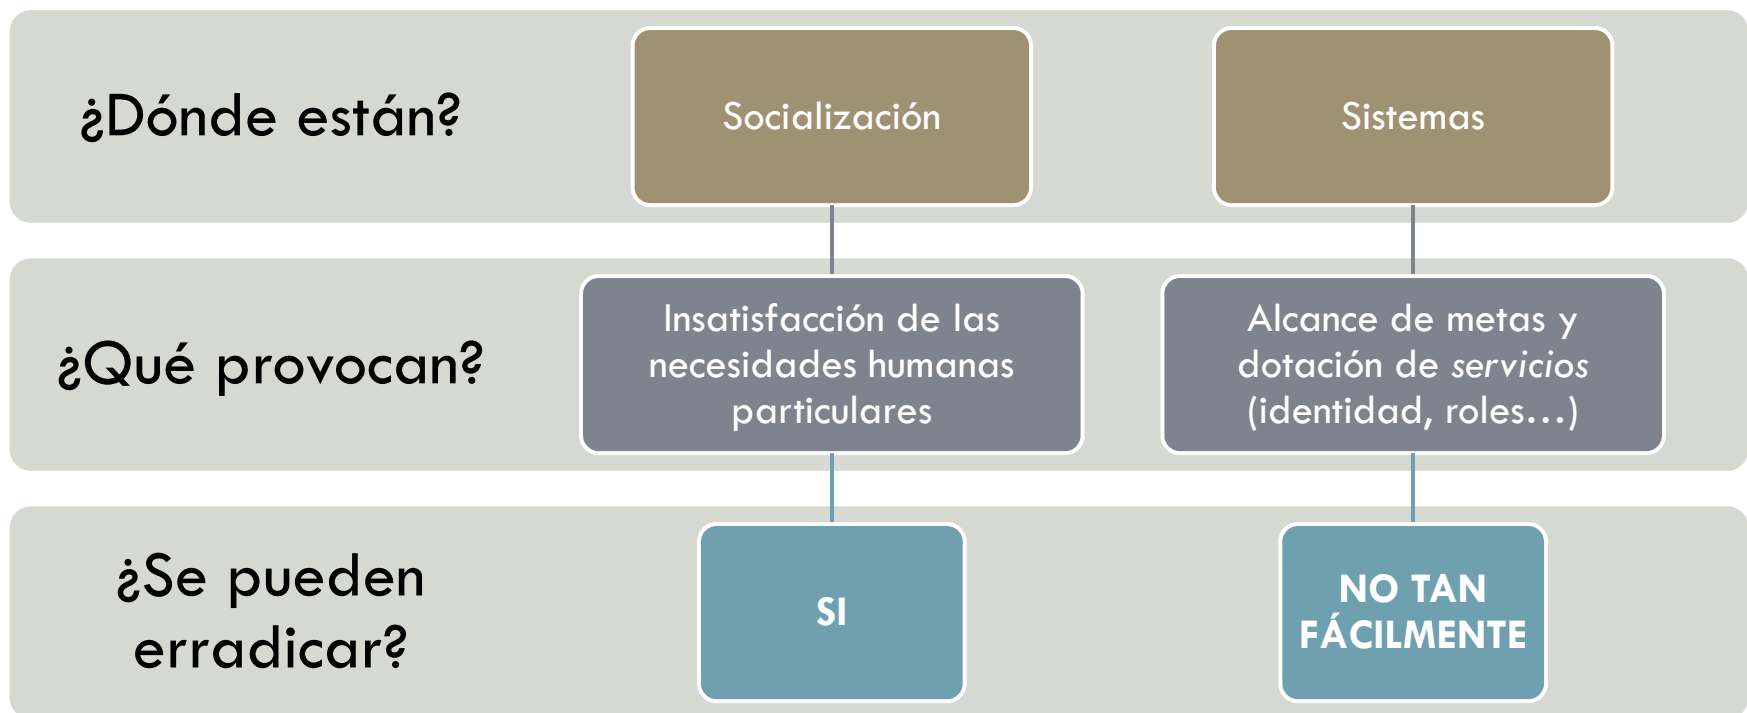 ¿Dónde están?
Socialización
Sistemas
¿Qué provocan?
Insatisfacción de las
necesidades humanas
particulares
Alcance de metas y
dotación de servicios
(identidad, roles…)
¿Se pueden
erradicar?
SI
NO TAN
FÁCILMENTE